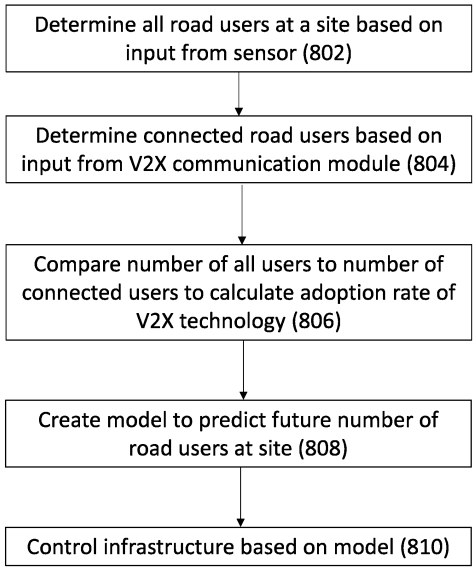 Determine all road users at a site based on
input from sensor (802)
Determine connected road users based on
input from V2X communication module (804)
Compare number of all users to number of
connected users to calculate adoption rate of
V2X technology (806)
Create model to predict future number of
road users at site (808)
Control infrastructure based on model (810)